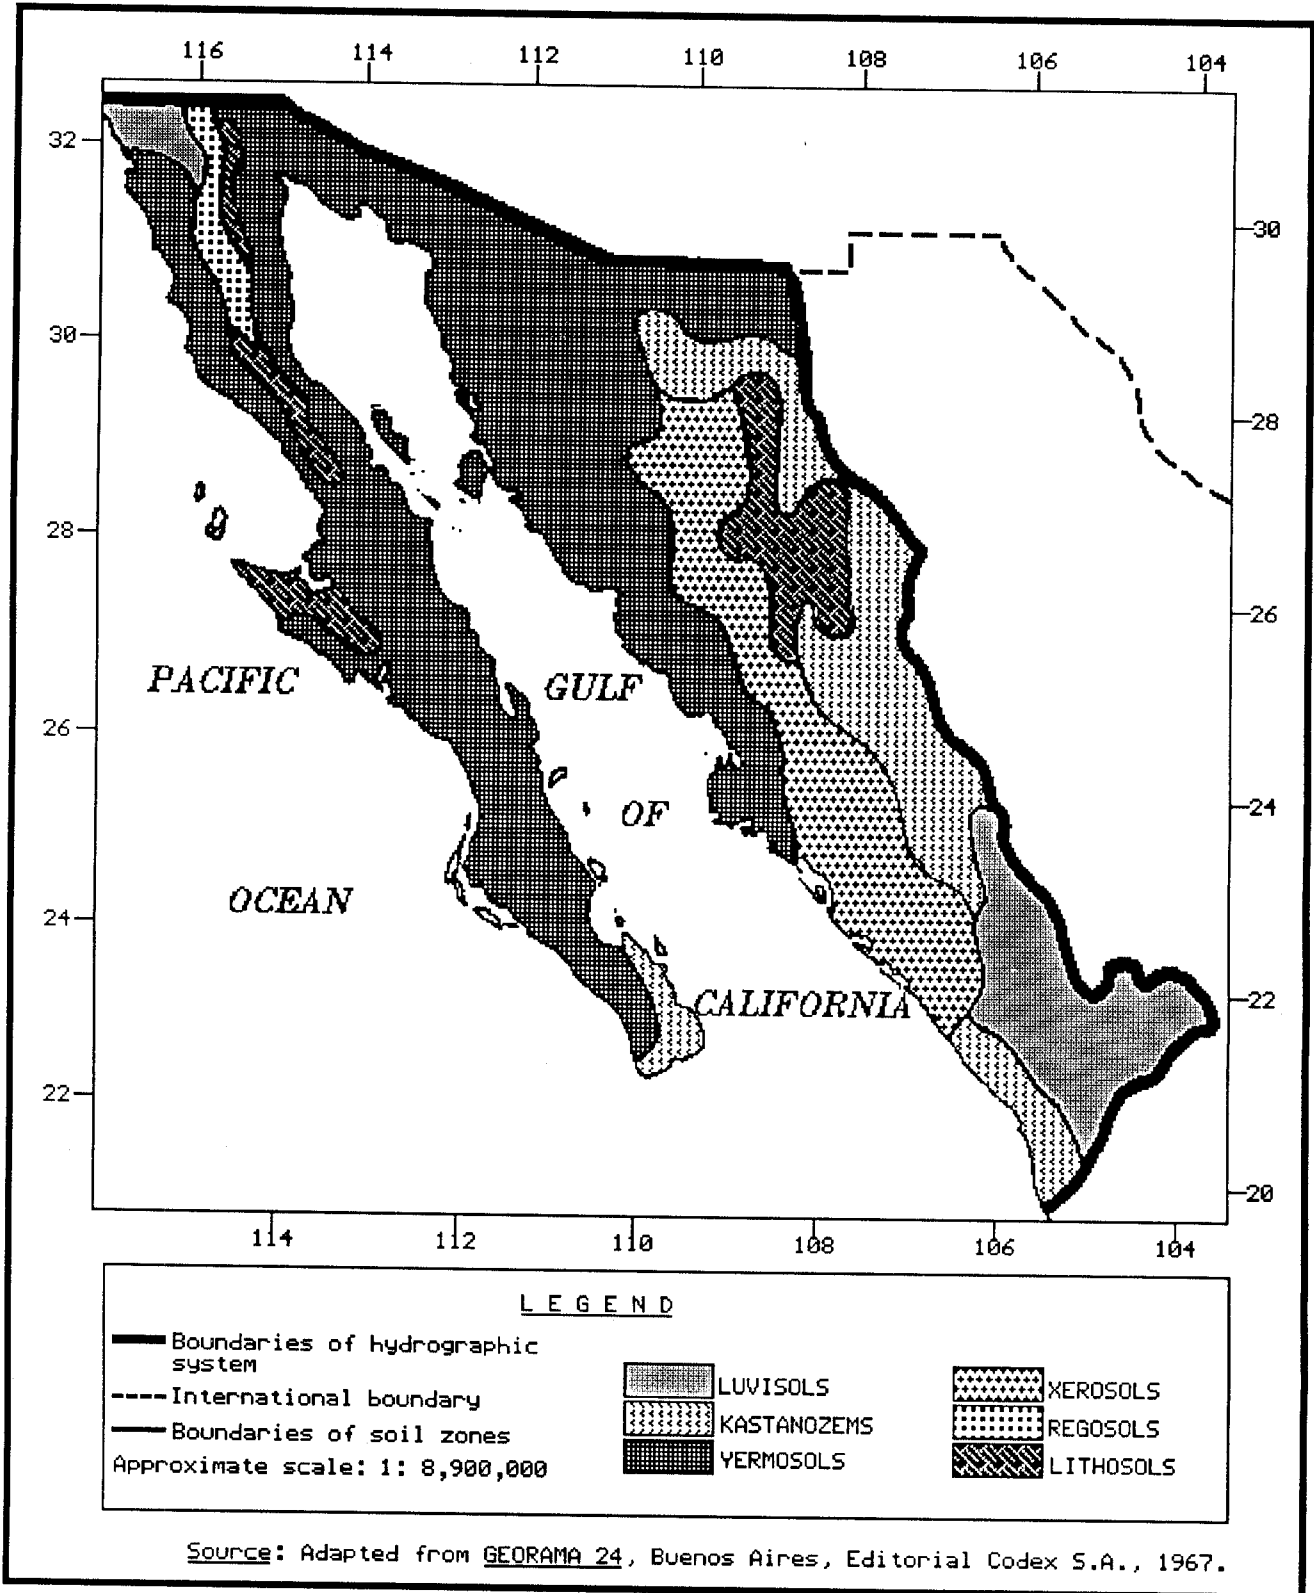 116 114 112 110 108 106 104
32
30
30
28
28
26
PACIFIC GULF
26
24
OF
OCEAN
24
CALIFORNIA
22
22
20
114 112 110 108 106 104
LEGEND
Boundaries of hydrographic
system
International boundary
Boundaries of soil zones
Approximate scale: 1: 8,900,000
LUVISOLS
KASTANOZEMS
YERMOSOLS
XEROSOLS
REGOSOLS
LITHOSOLS
Source: Adapted from GEORAMA 24, Buenos Aires, Editorial Codex S.A., 1967.